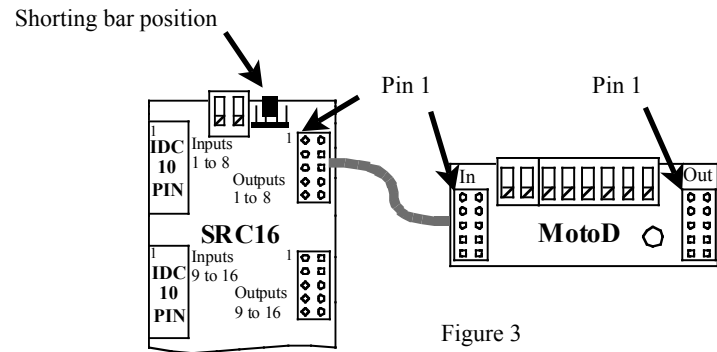 Shorting bar position
Pin 1
Pin 1
1
IDC
10
PIN
Inputs
1 to 8
1
Outputs
1 to 8
SRC16
1
IDC
10
PIN
Inputs
9 to 16
1
Outputs
9 to 16
In
Out
MotoD
Figure 3